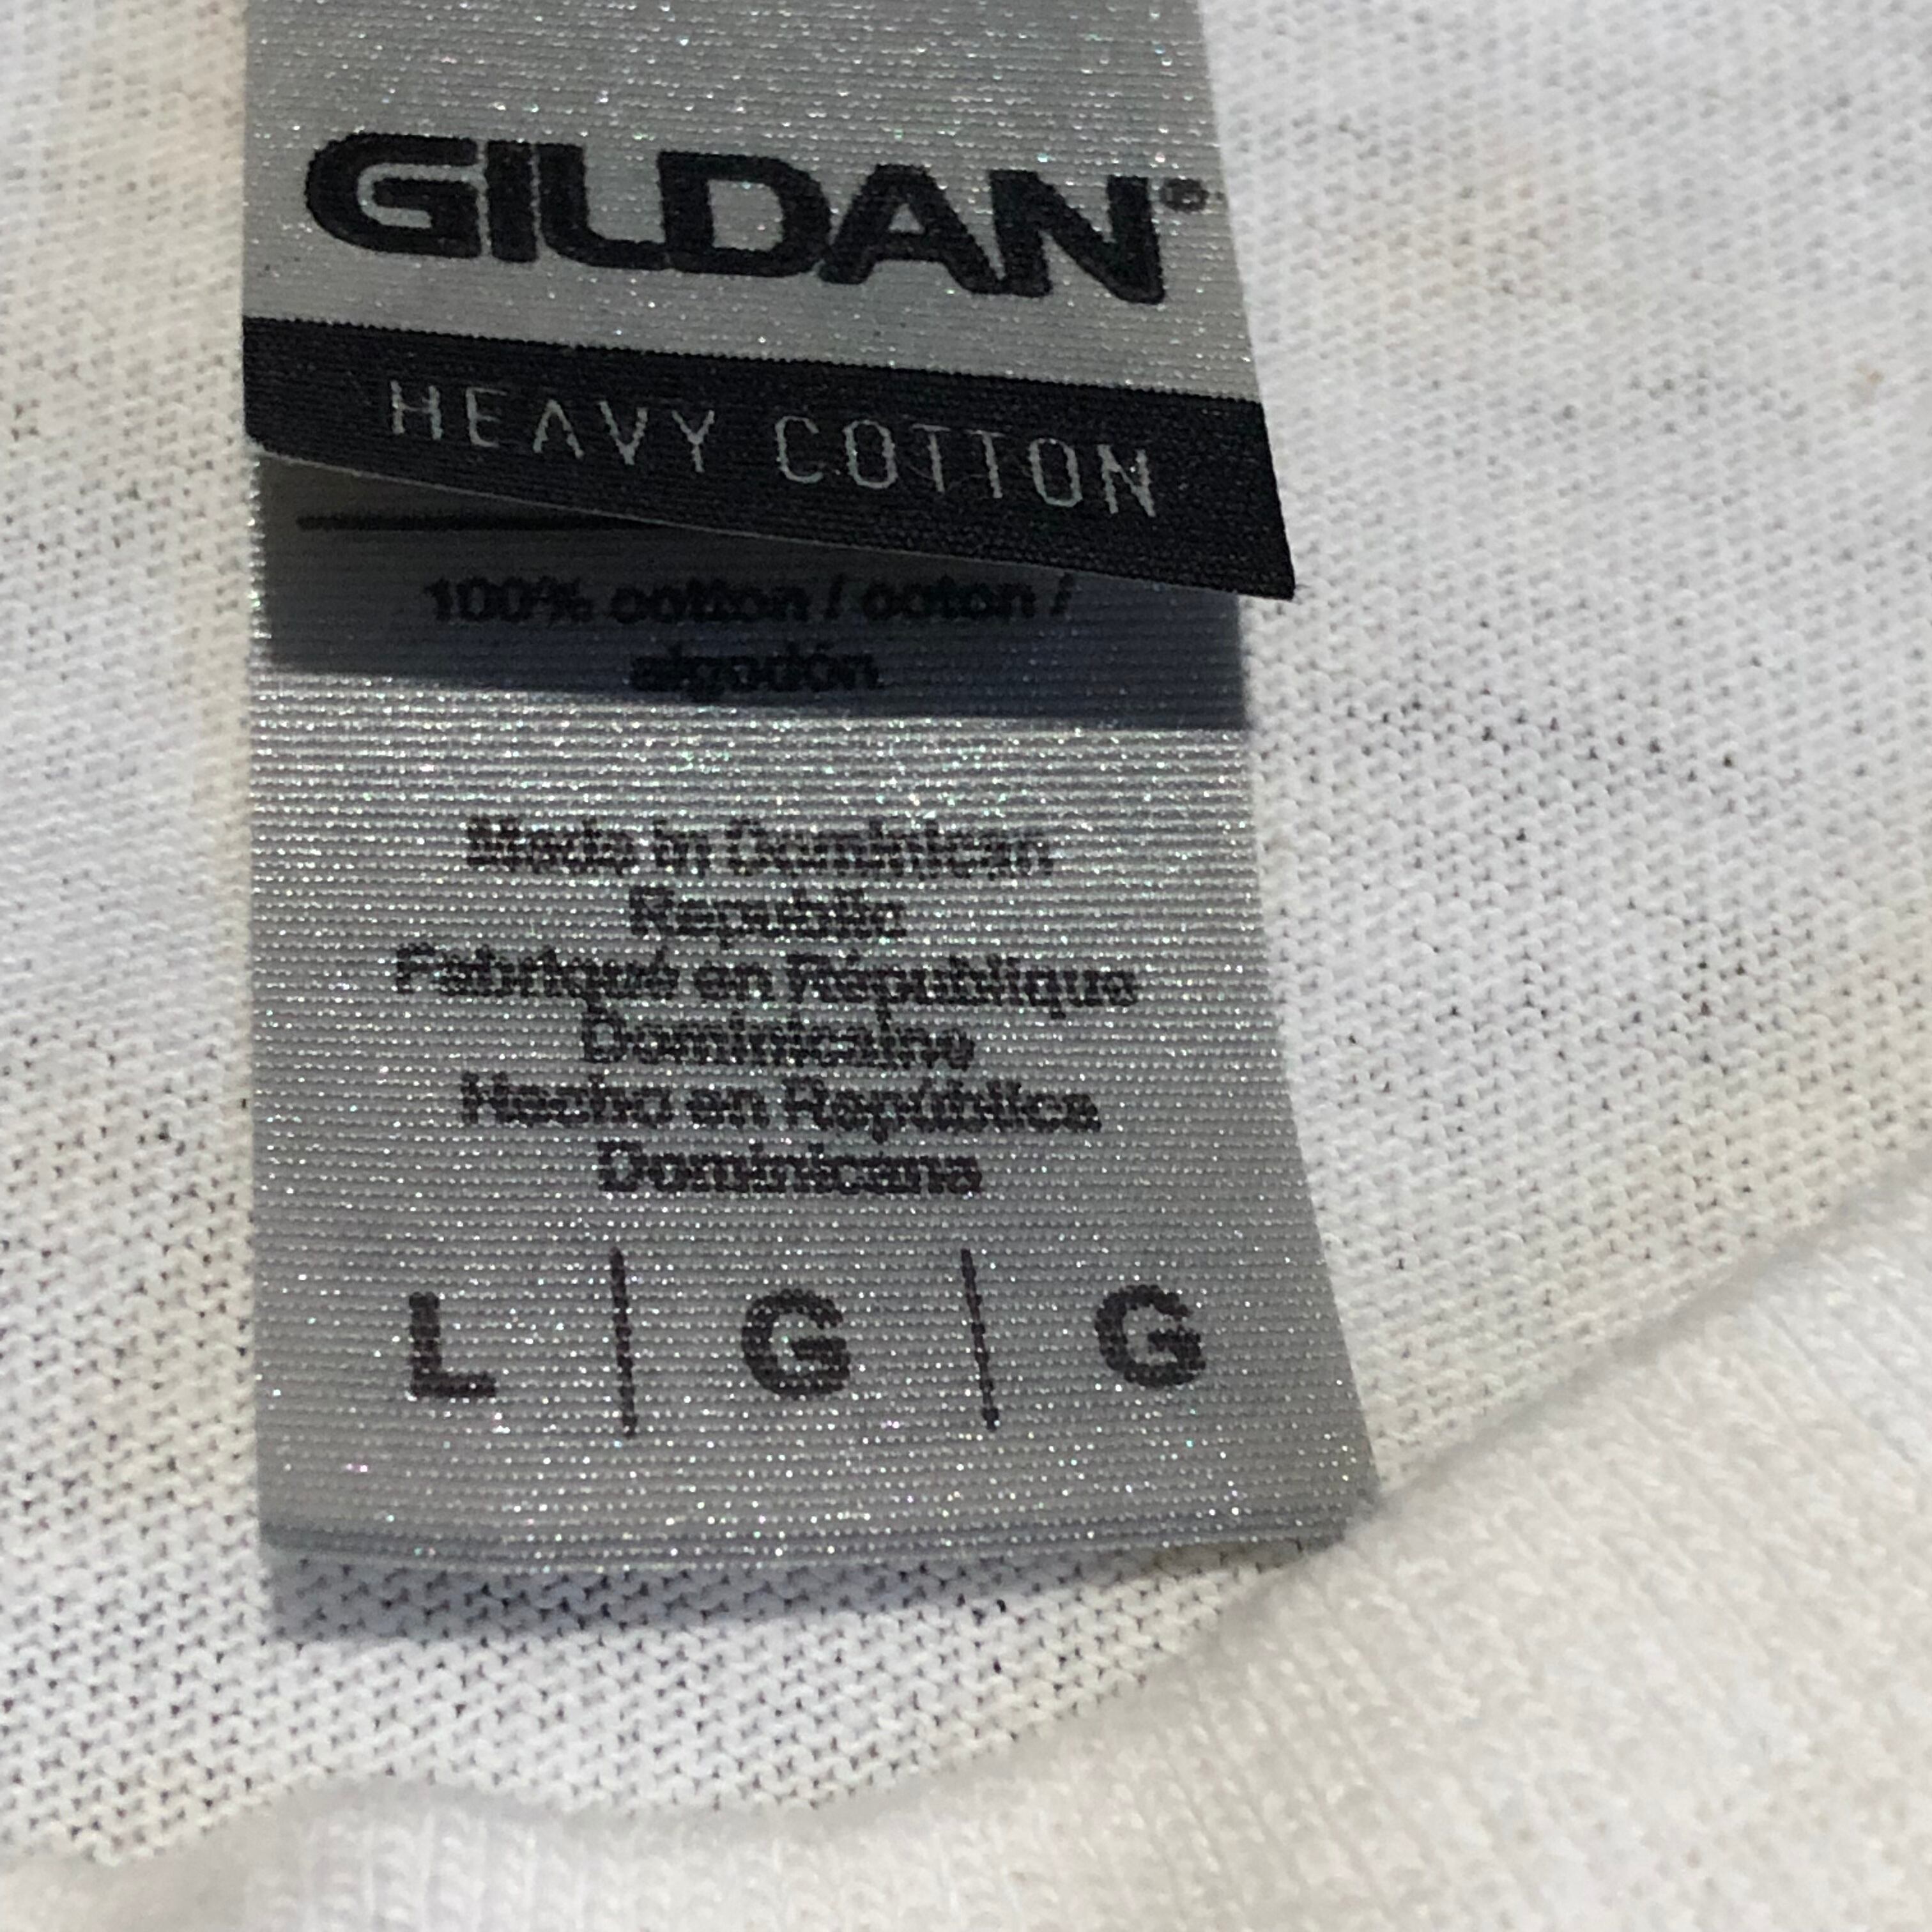 GILDAN®
HEAVY COTTON
100% cotton / coton /
algodón
Made in Dominican
Republic
Fabriqué en République
Dominicaine
Hecho en República
Dominicana
L | G | G